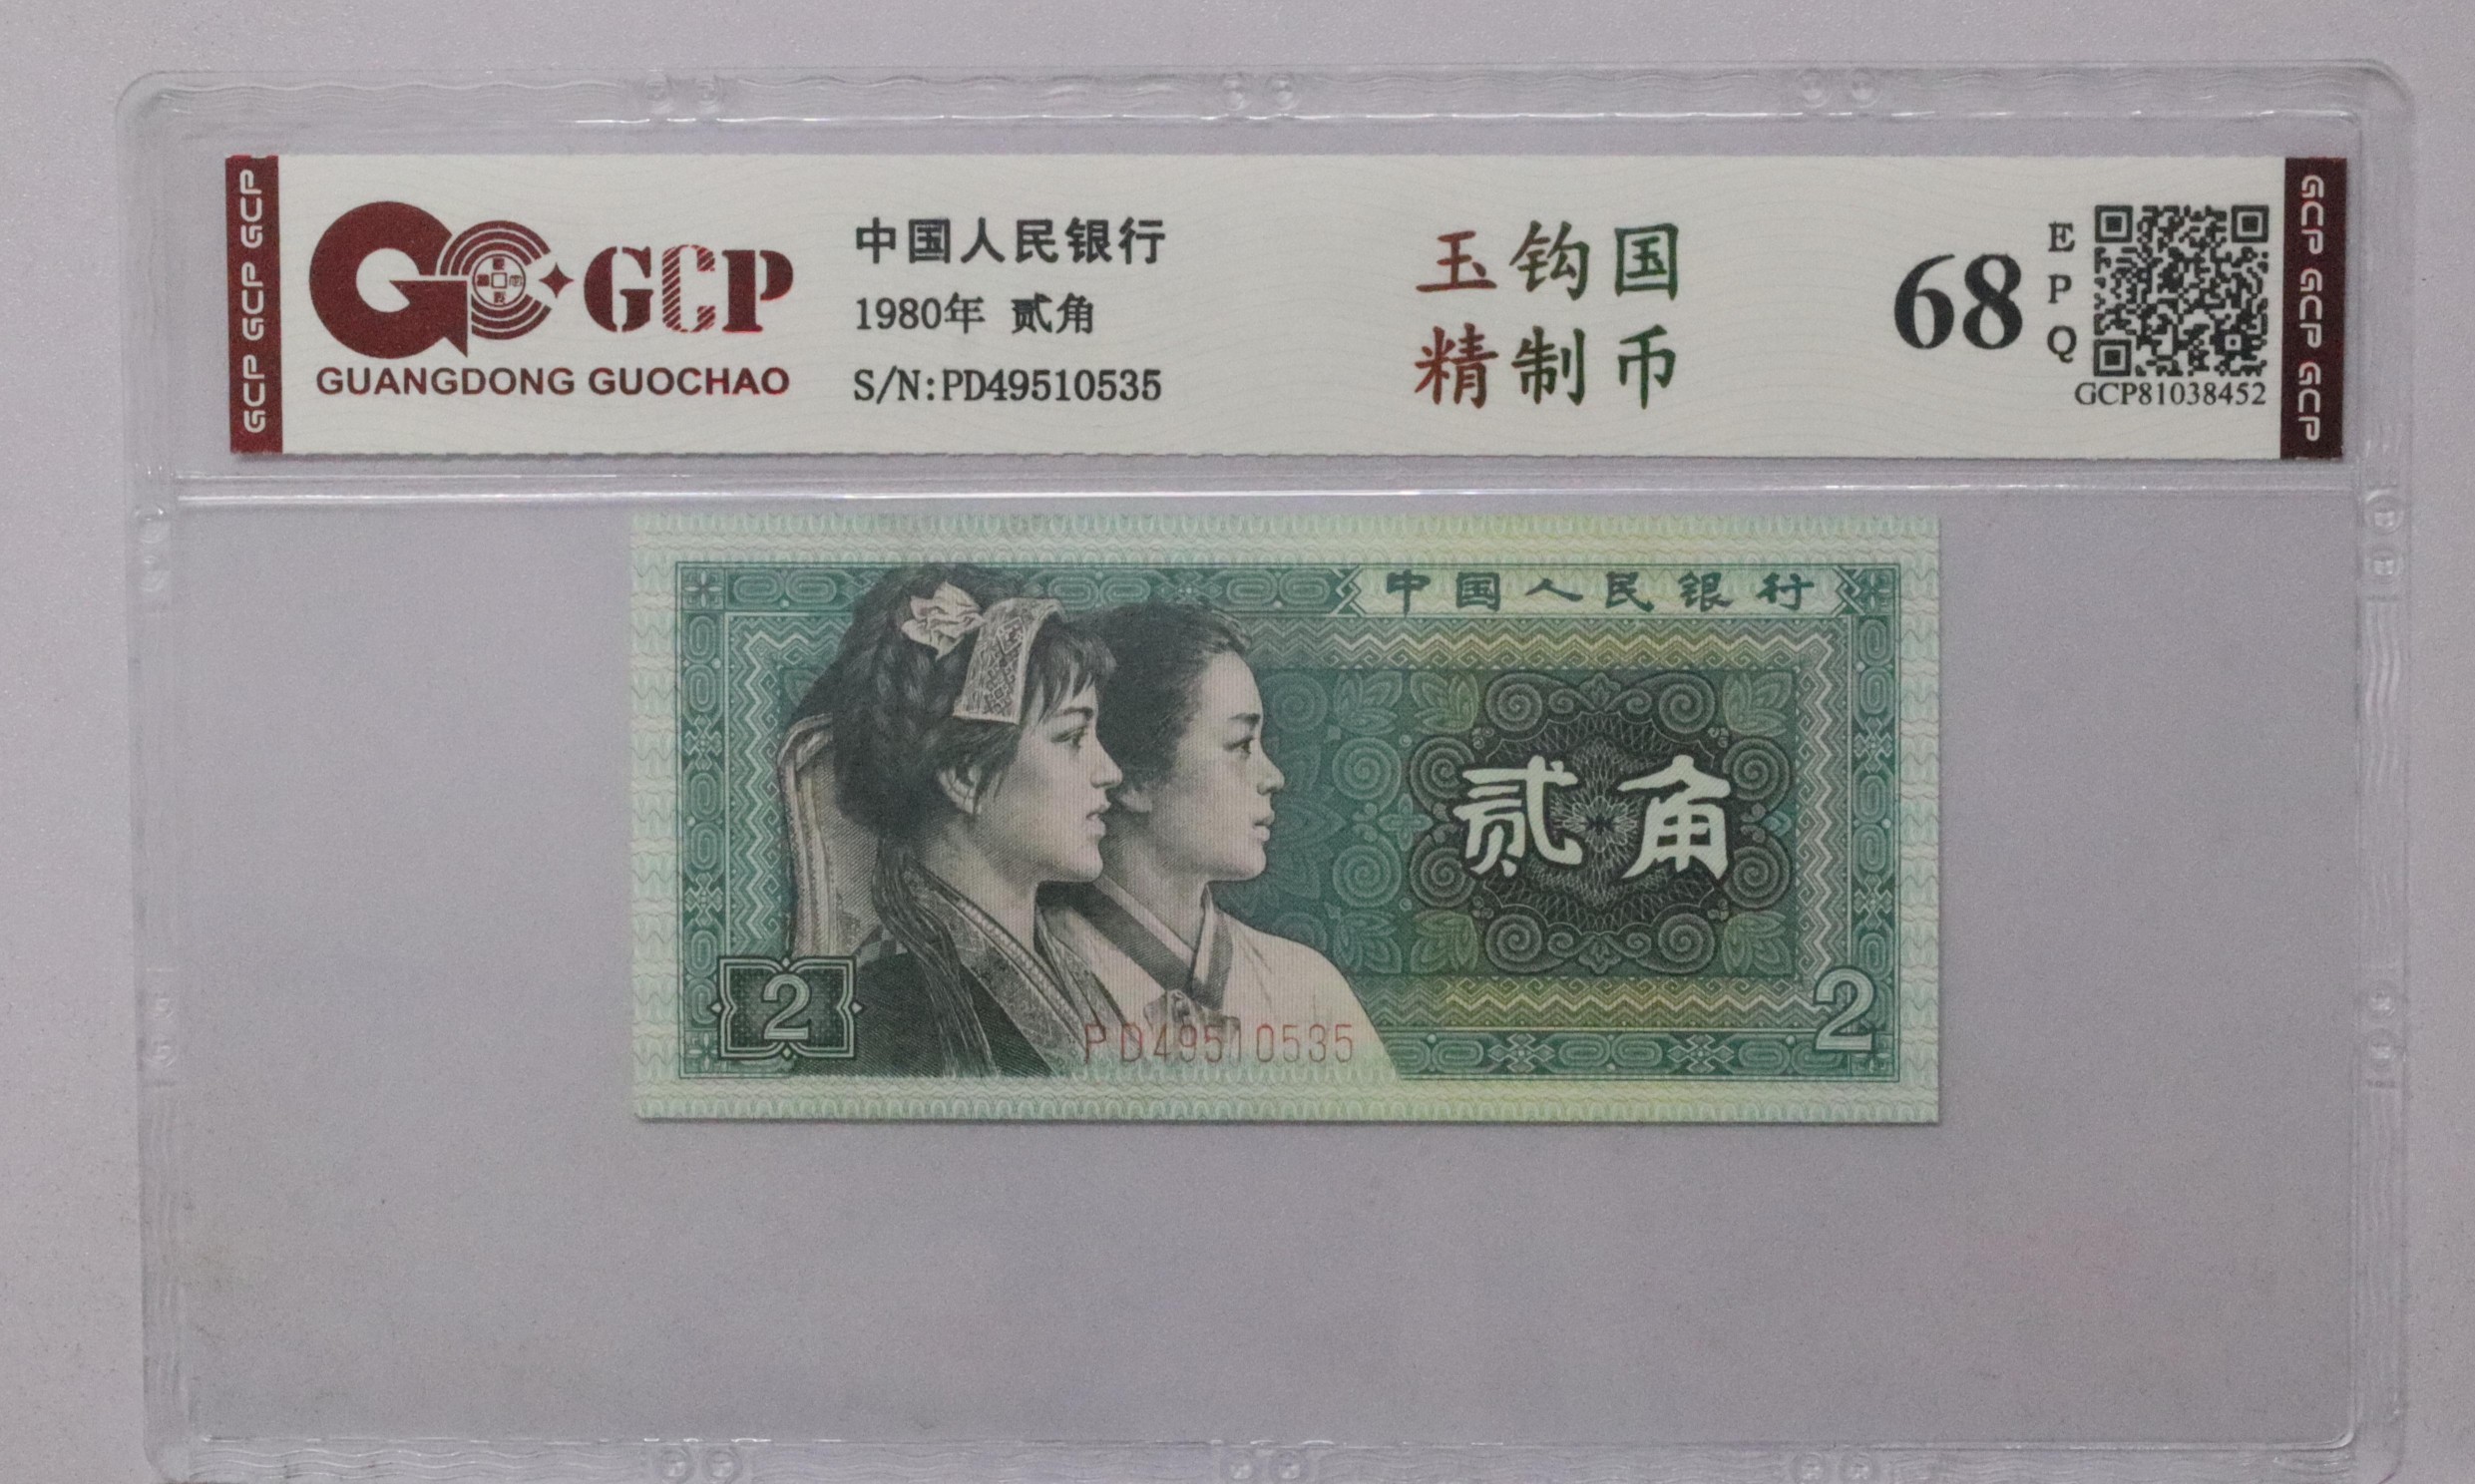 GCP GCP GCP
GCP
GUANGDONG GUOCHAO
中国人民银行
1980年 贰角
S/N:PD49510535
玉钩国
精制币
68
E
P
Q
GCP81038452
GCP GCP GCP
中国人民银行
贰角
2
PD49510535
2